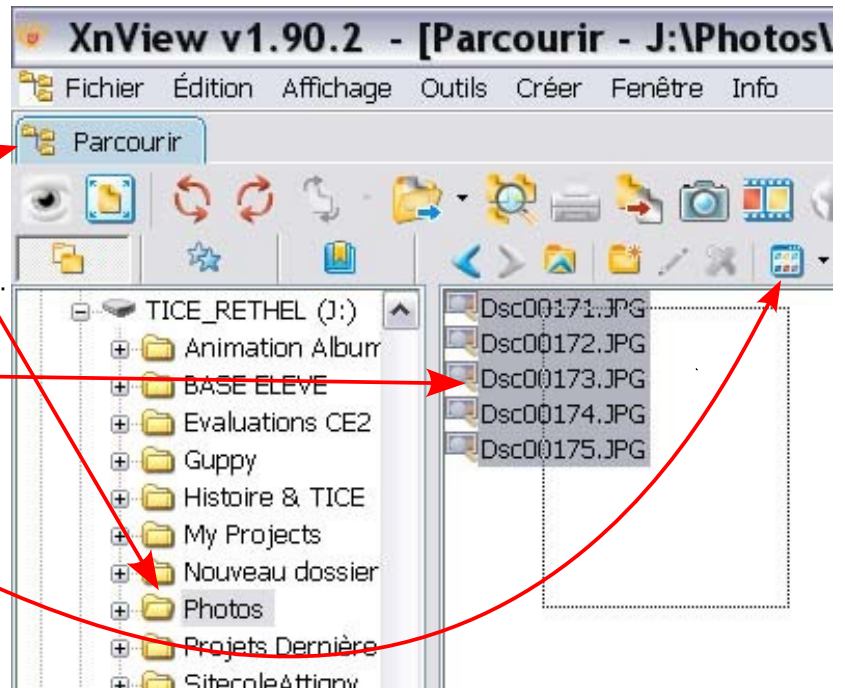 XnView v1.90.2 - [Parcourir - J:\Photos\
Fichier Édition Affichage Outils Créer Fenêtre Info
Parcourir
TICE_RETHEL (J:)
Animation Album
BASE ELEVE
Evaluations CE2
Guppy
Histoire & TICE
My Projects
Nouveau dossier
Photos
Projets Dernière
SitecoleAttigny
Dsc00171.JPG
Dsc00172.JPG
Dsc00173.JPG
Dsc00174.JPG
Dsc00175.JPG